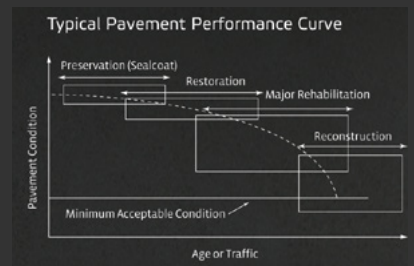 Typical Pavement Performance Curve
Preservation (Sealcoat)
Restoration
Major Rehabilitation
Reconstruction
Pavement Condition
Minimum Acceptable Condition
Age or Traffic